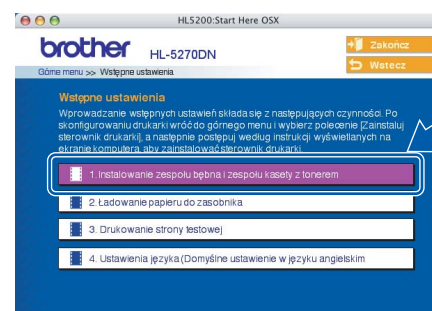 HL5200:Start Here OSX
brother HL-5270DN
Zakończ
Wstecz
Górne menu >> Wstępne ustawienia
Wstępne ustawienia
Wprowadzanie wstępnych ustawień składa się z następujących czynności. Po
skonfigurowaniu drukarki wróć do górnego menu i wybierz polecenie [Zainstaluj
sterownik drukarki], a następnie postępuj według instrukcji wyświetlanych na
ekranie komputera, aby zainstalować sterownik drukarki.
1. Instalowanie zespołu bębna i zespołu kasety z tonerem
2. Ładowanie papieru do zasobnika
3. Drukowanie strony testowej
4. Ustawienia języka (Domyślne ustawienie w języku angielskim